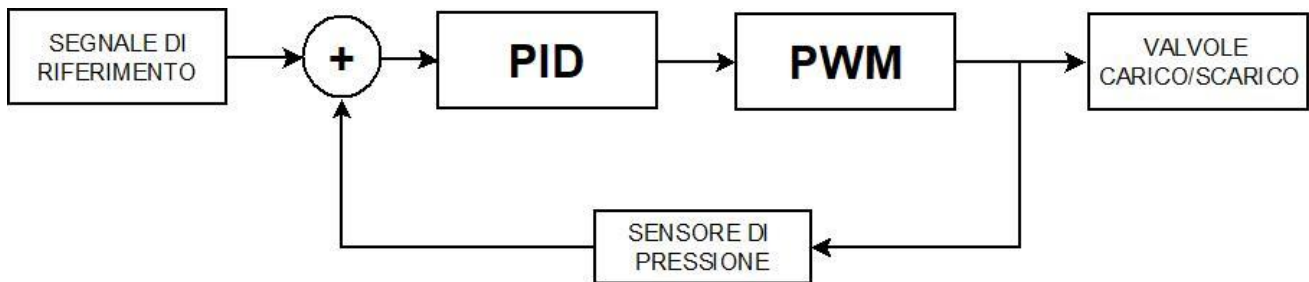 SEGNALE DI
RIFERIMENTO
+
PID
PWM
VALVOLE
CARICO/SCARICO
SENSORE DI
PRESSIONE